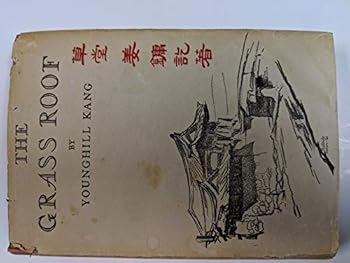 THE
GRASS ROOF
BY
YOUNGHILL KANG
草堂 姜鏞訖著